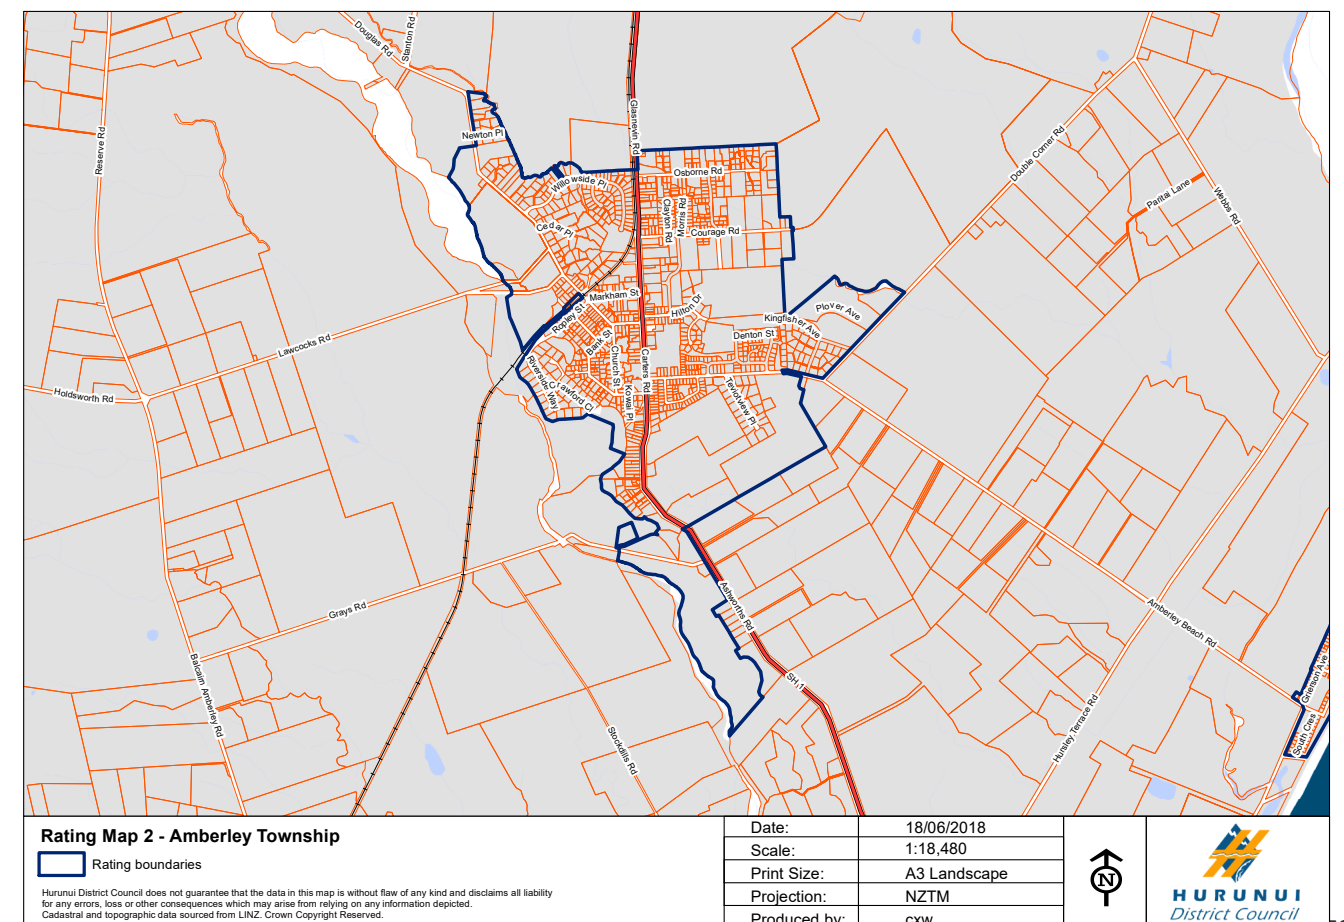 Douglas Rd
Stanton Rd
Reserve Rd
Glasnevin Rd
Newton Pl
Willowside Pl
Cedar Pl
Osborne Rd
Clayton Rd
Morris Rd
Courage Rd
Double Corner Rd
Paritai Lane
Webbs Rd
Markham St
Ropley St
Bank St
Church St
Hilton Dr
Carters Rd
Kowai Pl
Denton St
Kingfisher Ave
Plover Ave
Teviotview Pl
Riverside Way
Crawford Cl
Lawcocks Rd
Holdsworth Rd
Grays Rd
Balcairn Amberley Rd
Stockdills Rd
Ashworths Rd
SH 1
Amberley Beach Rd
Hursley Terrace Rd
Grierson Ave
South Cres
Rating Map 2 - Amberley Township
Rating boundaries
Hurunui District Council does not guarantee that the data in this map is without flaw of any kind and disclaims all liability
for any errors, loss or other consequences which may arise from relying on any information depicted.
Cadastral and topographic data sourced from LINZ. Crown Copyright Reserved.
Date: 18/06/2018
Scale: 1:18,480
Print Size: A3 Landscape
Projection: NZTM
Produced by: cxw
N
HURUNUI
District Council